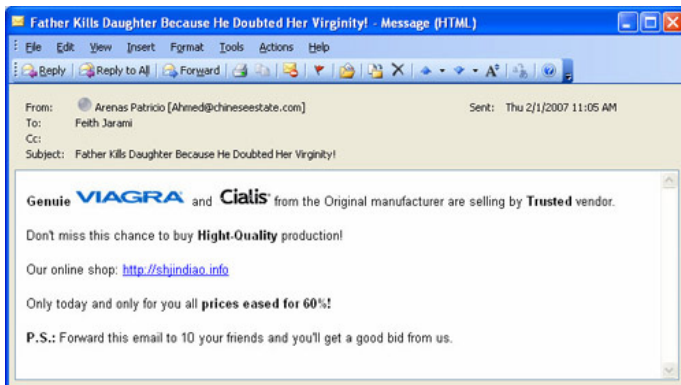 Father Kills Daughter Because He Doubted Her Virginity! - Message (HTML)
File Edit View Insert Format Tools Actions Help
Reply Reply to All Forward
From: Arenas Patricio [Ahmed@chineseestate.com] Sent: Thu 2/1/2007 11:05 AM
To: Feith Jarami
Cc:
Subject: Father Kills Daughter Because He Doubted Her Virginity!
Genuie VIAGRA and Cialis from the Original manufacturer are selling by Trusted vendor.
Don't miss this chance to buy Hight-Quality production!
Our online shop: http://shjindiao.info
Only today and only for you all prices eased for 60%!
P.S.: Forward this email to 10 your friends and you'll get a good bid from us.